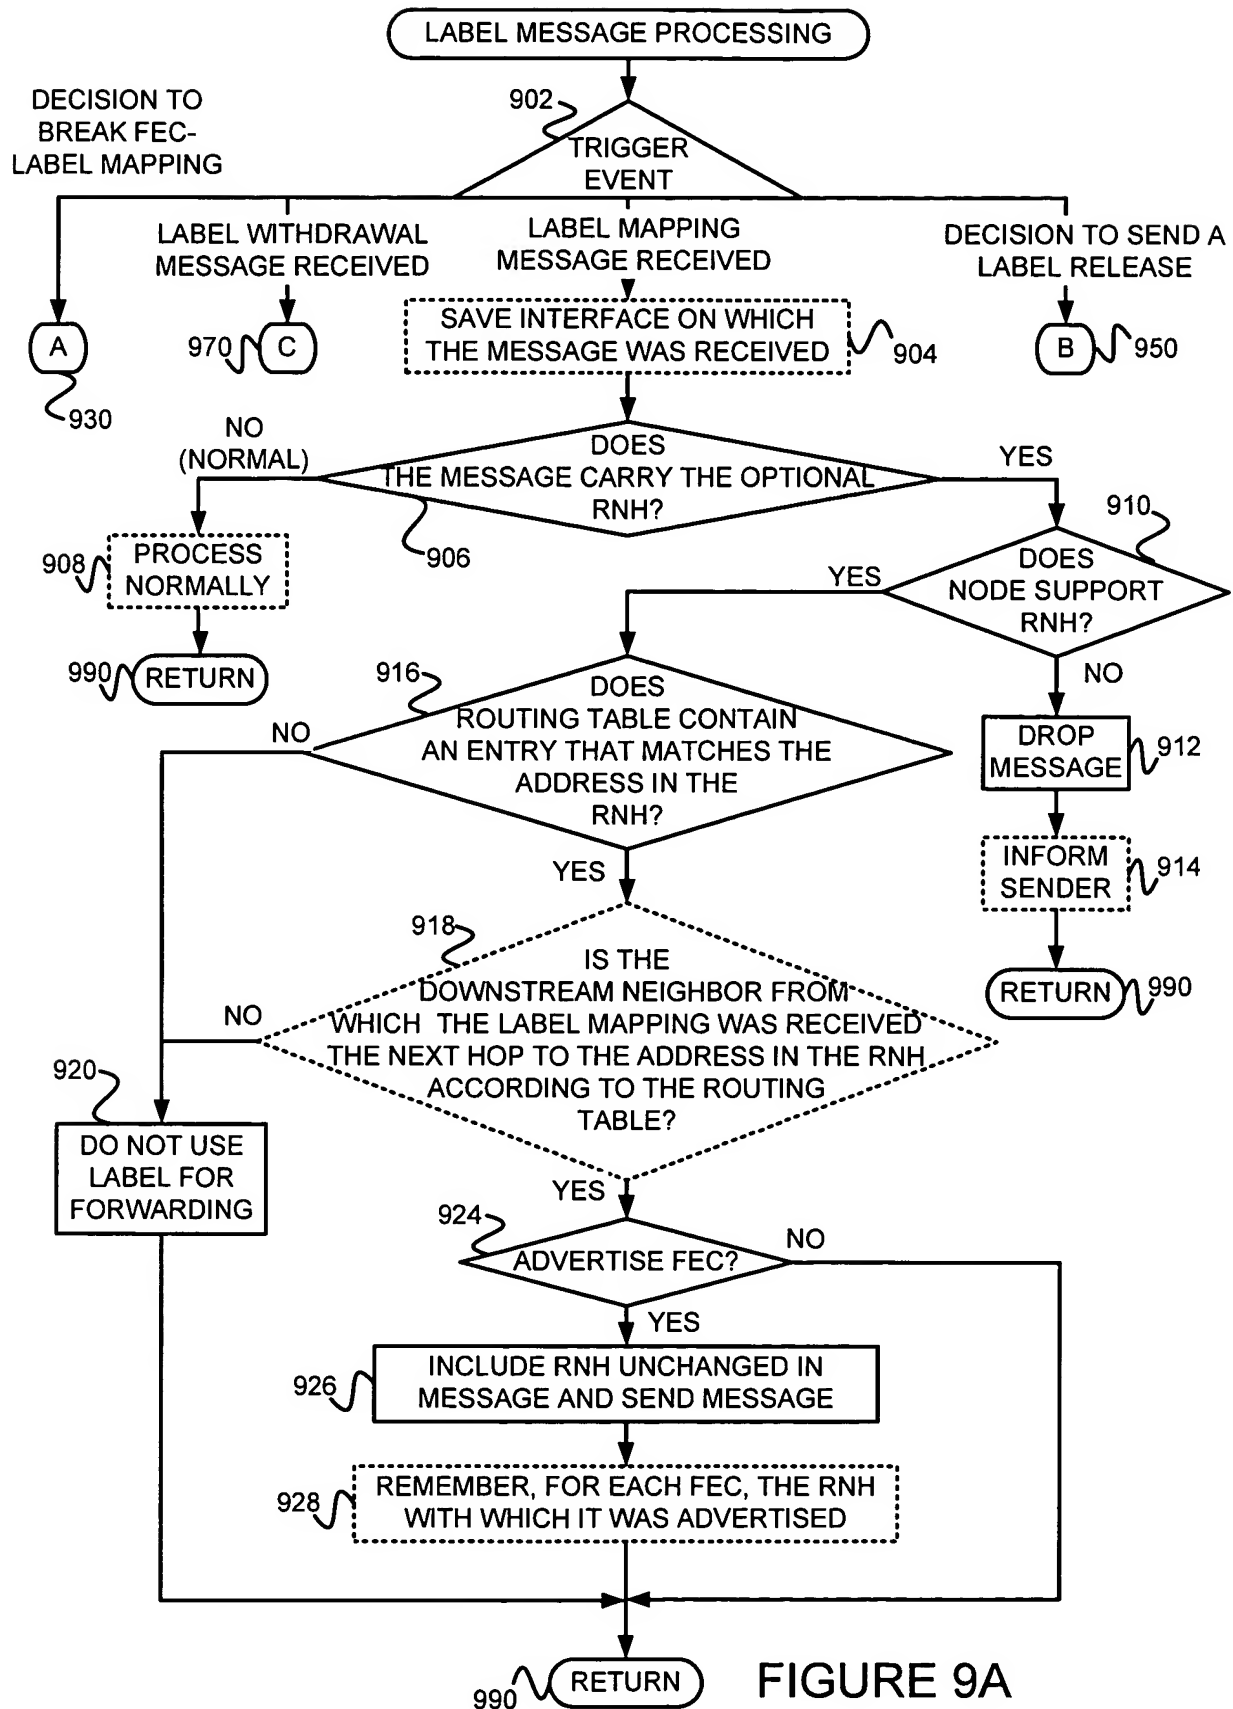 LABEL MESSAGE PROCESSING
902
TRIGGER
EVENT
DECISION TO
BREAK FEC-
LABEL MAPPING
LABEL WITHDRAWAL
MESSAGE RECEIVED
LABEL MAPPING
MESSAGE RECEIVED
DECISION TO SEND A
LABEL RELEASE
A
930
970
C
SAVE INTERFACE ON WHICH
THE MESSAGE WAS RECEIVED
904
B
950
NO
(NORMAL)
DOES
THE MESSAGE CARRY THE OPTIONAL
RNH?
906
YES
908
PROCESS
NORMALLY
990
RETURN
910
DOES
NODE SUPPORT
RNH?
YES
NO
DROP
MESSAGE
912
INFORM
SENDER
914
RETURN
990
916
DOES
ROUTING TABLE CONTAIN
AN ENTRY THAT MATCHES THE
ADDRESS IN THE
RNH?
NO
YES
918
IS THE
DOWNSTREAM NEIGHBOR FROM
WHICH THE LABEL MAPPING WAS RECEIVED
THE NEXT HOP TO THE ADDRESS IN THE RNH
ACCORDING TO THE ROUTING
TABLE?
NO
920
DO NOT USE
LABEL FOR
FORWARDING
YES
924
ADVERTISE FEC?
NO
YES
926
INCLUDE RNH UNCHANGED IN
MESSAGE AND SEND MESSAGE
928
REMEMBER, FOR EACH FEC, THE RNH
WITH WHICH IT WAS ADVERTISED
990
RETURN
FIGURE 9A